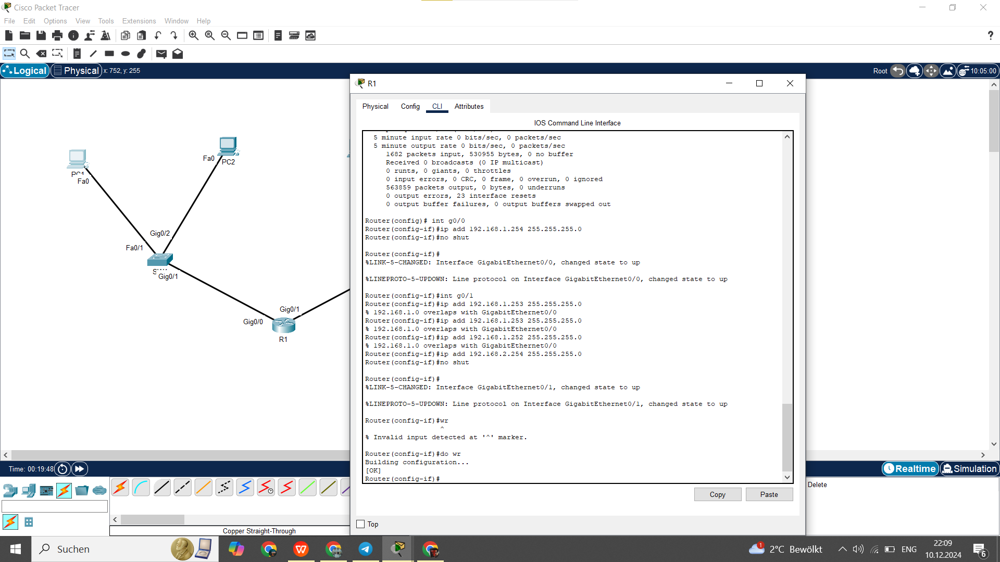 Cisco Packet Tracer
File Edit Options View Tools Extensions Window Help
?
Logical Physical x: 752, y: 255
Root 10:05:00
R1
Physical Config CLI Attributes
IOS Command Line Interface
5 minute input rate 0 bits/sec, 0 packets/sec
5 minute output rate 0 bits/sec, 0 packets/sec
1682 packets input, 530955 bytes, 0 no buffer
Received 0 broadcasts (0 IP multicast)
0 runts, 0 giants, 0 throttles
0 input errors, 0 CRC, 0 frame, 0 overrun, 0 ignored
563859 packets output, 0 bytes, 0 underruns
0 output errors, 23 interface resets
0 output buffer failures, 0 output buffers swapped out
Router(config)# int g0/0
Router(config-if)#ip add 192.168.1.254 255.255.255.0
Router(config-if)#no shut
Router(config-if)#
%LINK-5-CHANGED: Interface GigabitEthernet0/0, changed state to up
%LINEPROTO-5-UPDOWN: Line protocol on Interface GigabitEthernet0/0, changed state to up
Router(config-if)#int g0/1
Router(config-if)#ip add 192.168.1.253 255.255.255.0
% 192.168.1.0 overlaps with GigabitEthernet0/0
Router(config-if)#ip add 192.168.1.253 255.255.255.0
% 192.168.1.0 overlaps with GigabitEthernet0/0
Router(config-if)#ip add 192.168.1.252 255.255.255.0
% 192.168.1.0 overlaps with GigabitEthernet0/0
Router(config-if)#ip add 192.168.2.254 255.255.255.0
Router(config-if)#no shut
Router(config-if)#
%LINK-5-CHANGED: Interface GigabitEthernet0/1, changed state to up
%LINEPROTO-5-UPDOWN: Line protocol on Interface GigabitEthernet0/1, changed state to up
Router(config-if)#wr
^
% Invalid input detected at '^' marker.
Router(config-if)#do wr
Building configuration...
[OK]
Router(config-if)#
Copy Paste
Top
Fa0
PC2
PC1
Fa0
Gig0/2
Fa0/1
Gig0/1
Gig0/1
Gig0/0
R1
Time: 00:19:48
Realtime Simulation
Delete
Copper Straight-Through
Suchen
1
2°C Bewölkt
ENG
22:09
10.12.2024
6